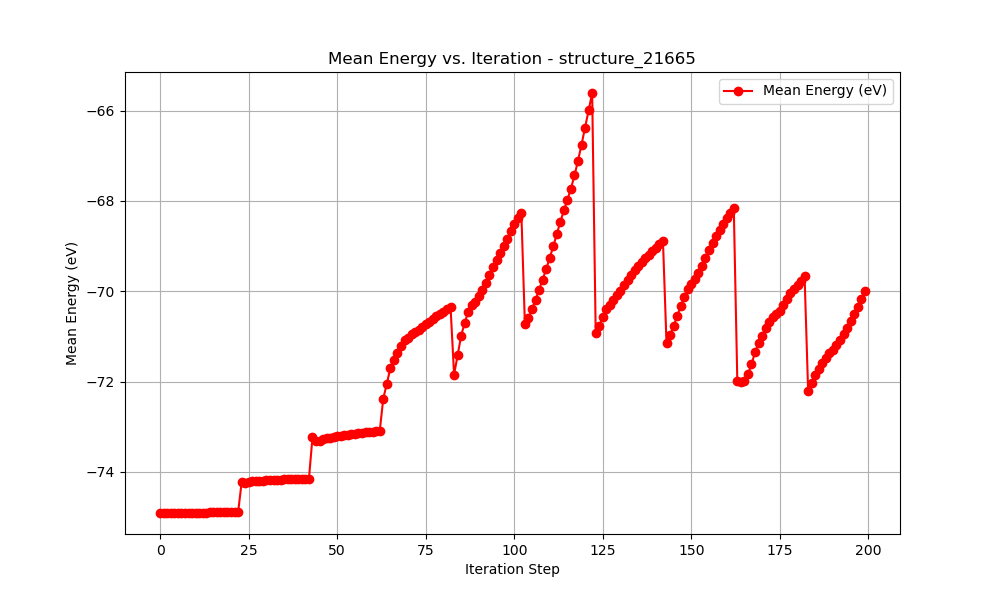 Mean Energy vs. Iteration - structure_21665
Mean Energy (eV)
Mean Energy (eV)
−66
−68
−70
−72
−74
0 25 50 75 100 125 150 175 200
Iteration Step